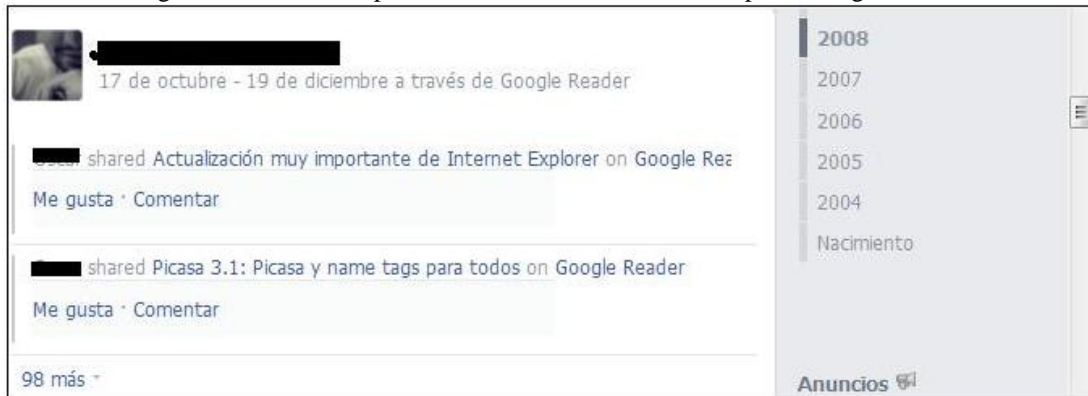 17 de octubre - 19 de diciembre a través de Google Reader
shared Actualización muy importante de Internet Explorer on Google Rea
Me gusta · Comentar
shared Picasa 3.1: Picasa y name tags para todos on Google Reader
Me gusta · Comentar
98 más
2008
2007
2006
2005
2004
Nacimiento
Anuncios